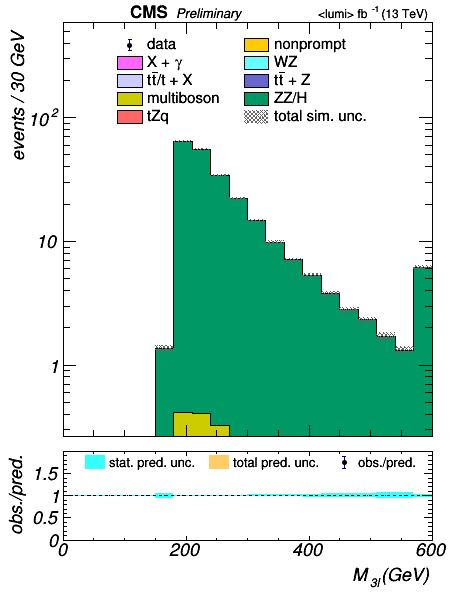 CMS Preliminary <lumi> fb⁻¹ (13 TeV)
events / 30 GeV
data nonprompt
X + γ WZ
tt̄/t + X tt̄ + Z
multiboson ZZ/H
tZq total sim. unc.
10²
10
1
obs./pred.
stat. pred. unc. total pred. unc. obs./pred.
1.5
1
0.5
0
0 200 400 600
M₃ₗ(GeV)